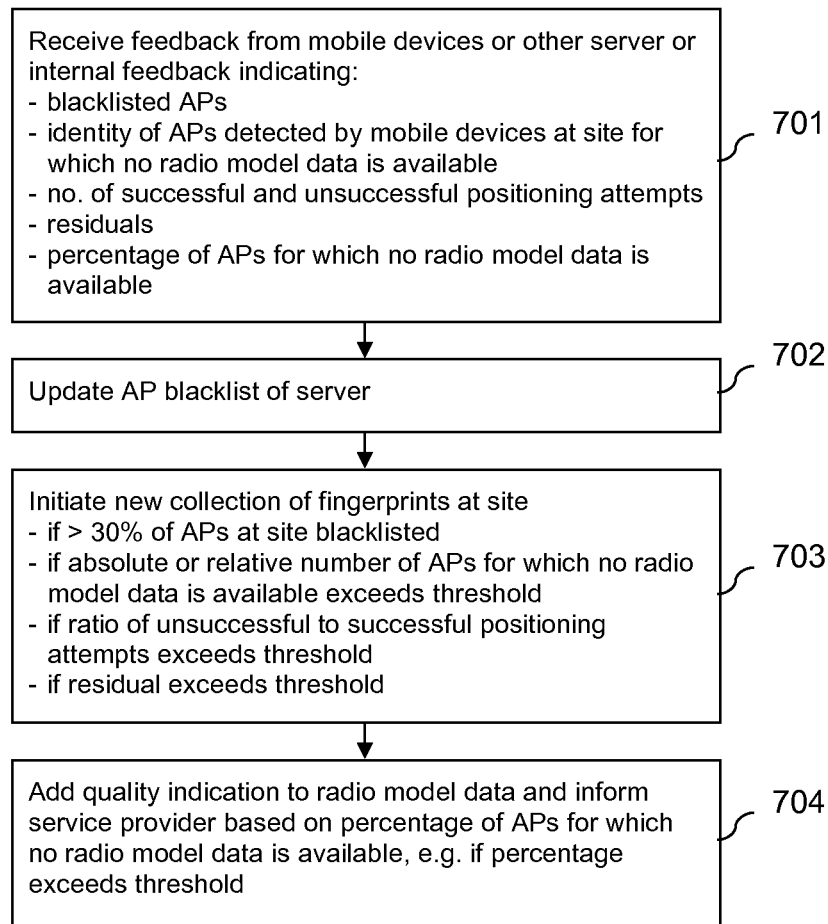 Receive feedback from mobile devices or other server or
internal feedback indicating:
- blacklisted APs
- identity of APs detected by mobile devices at site for
which no radio model data is available
- no. of successful and unsuccessful positioning attempts
- residuals
- percentage of APs for which no radio model data is
available
701
Update AP blacklist of server
702
Initiate new collection of fingerprints at site
- if > 30% of APs at site blacklisted
- if absolute or relative number of APs for which no radio
model data is available exceeds threshold
- if ratio of unsuccessful to successful positioning
attempts exceeds threshold
- if residual exceeds threshold
703
Add quality indication to radio model data and inform
service provider based on percentage of APs for which
no radio model data is available, e.g. if percentage
exceeds threshold
704